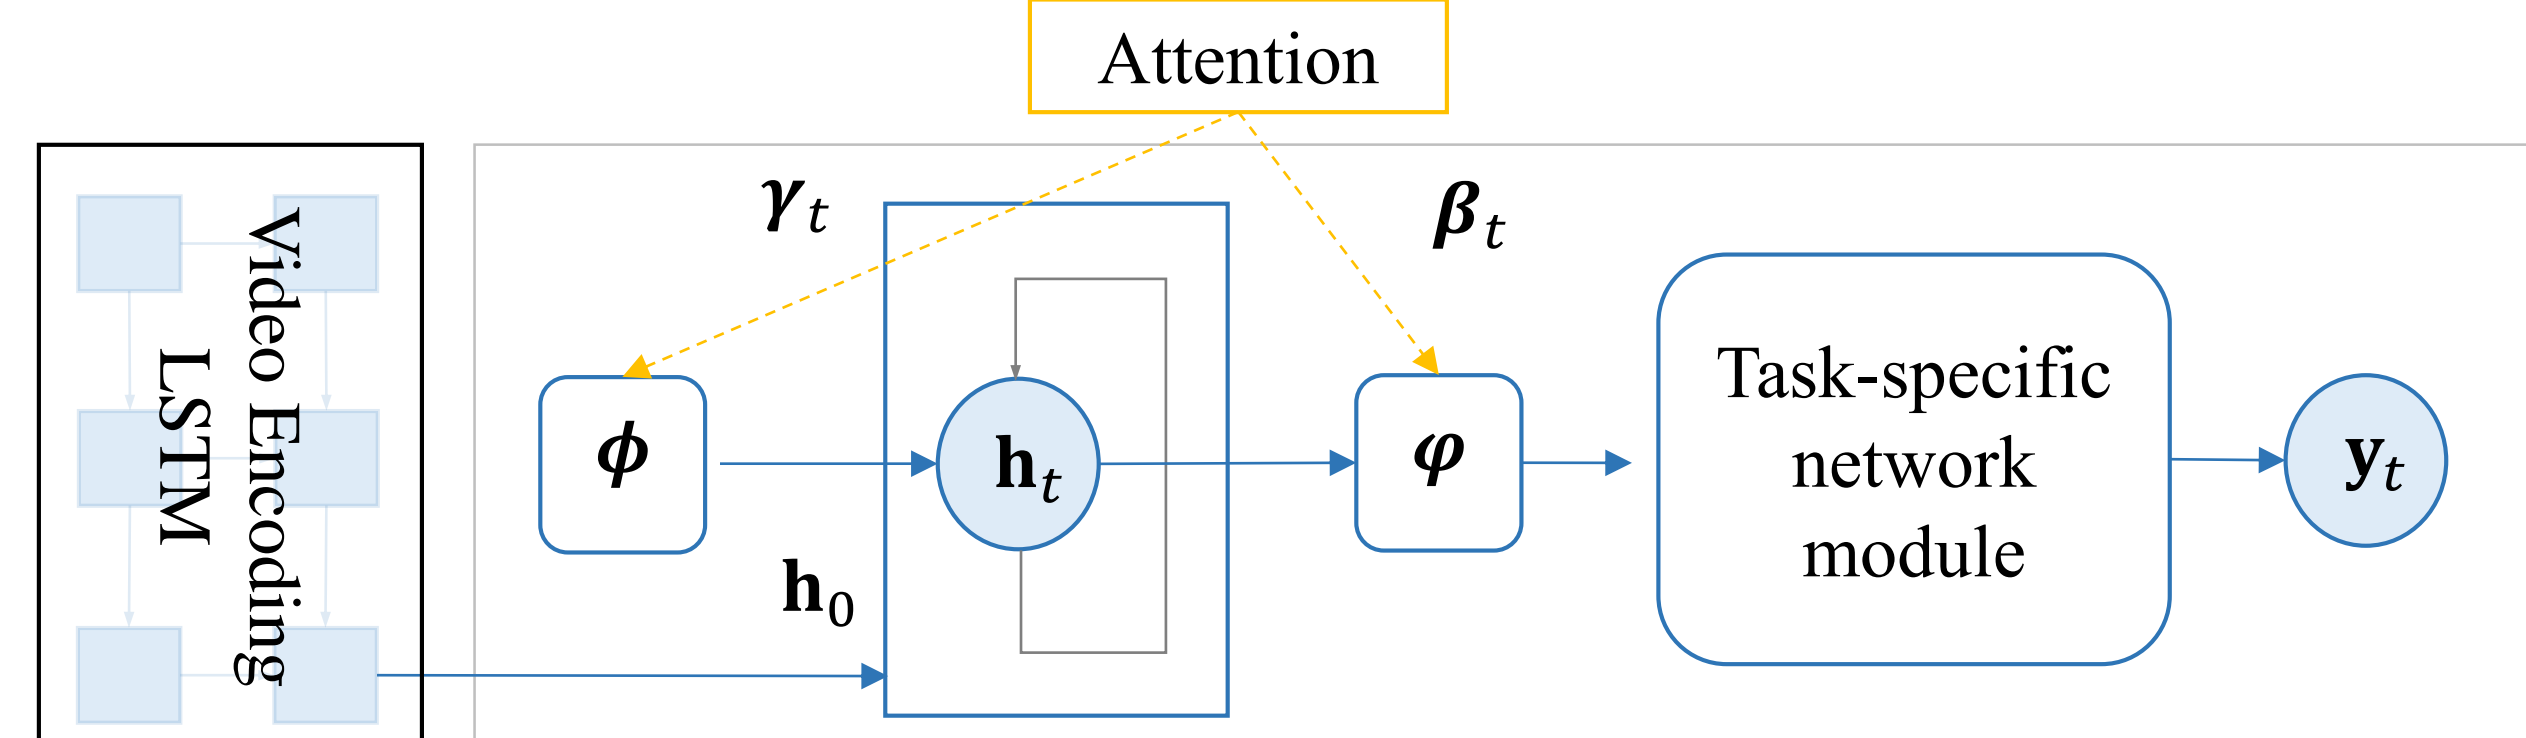 Attention
Video Encoding
LSTM
γt
βt
ϕ
ht
φ
h0
Task-specific
network
module
yt